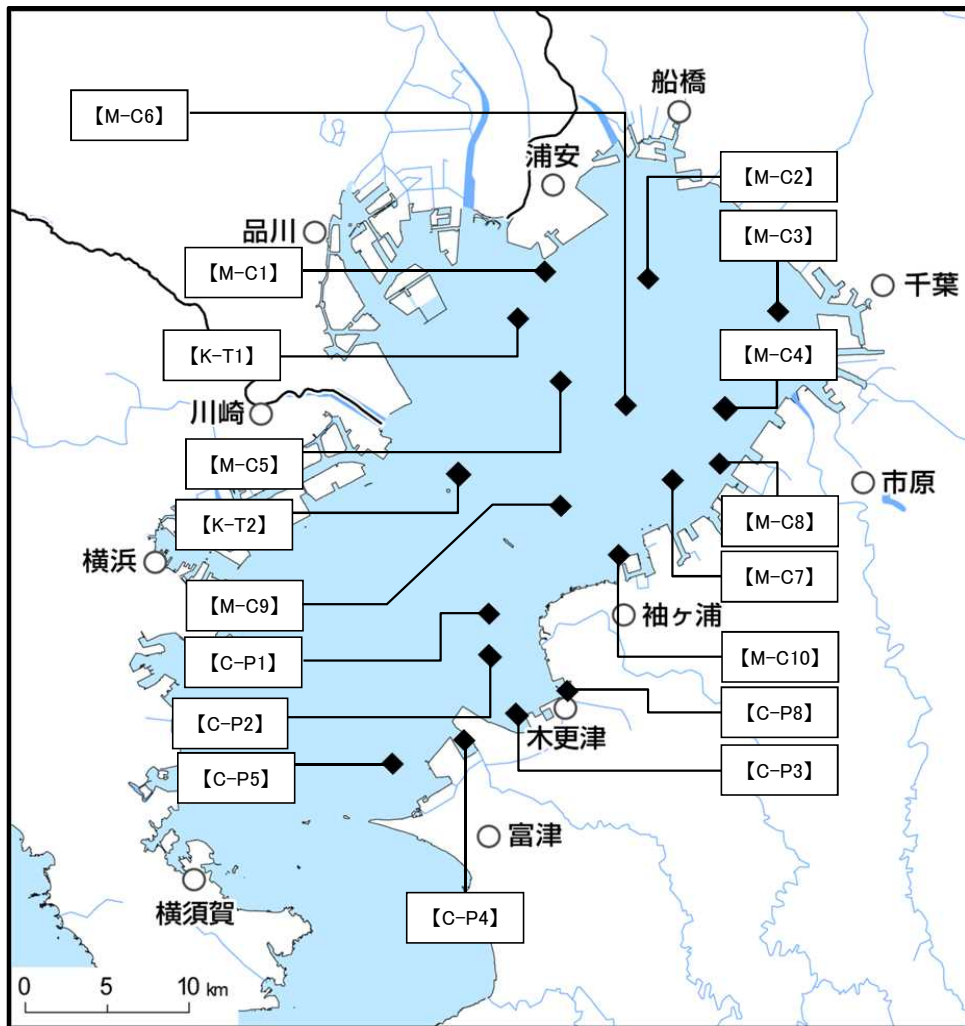 船橋
【M-C6】
浦安
【M-C2】
品川
【M-C3】
【M-C1】
千葉
【K-T1】
【M-C4】
川崎
【M-C5】
市原
【K-T2】
【M-C8】
横浜
【M-C7】
【M-C9】
袖ヶ浦
【C-P1】
【M-C10】
【C-P2】
【C-P8】
木更津
【C-P5】
【C-P3】
富津
横須賀
【C-P4】
0 5 10 km